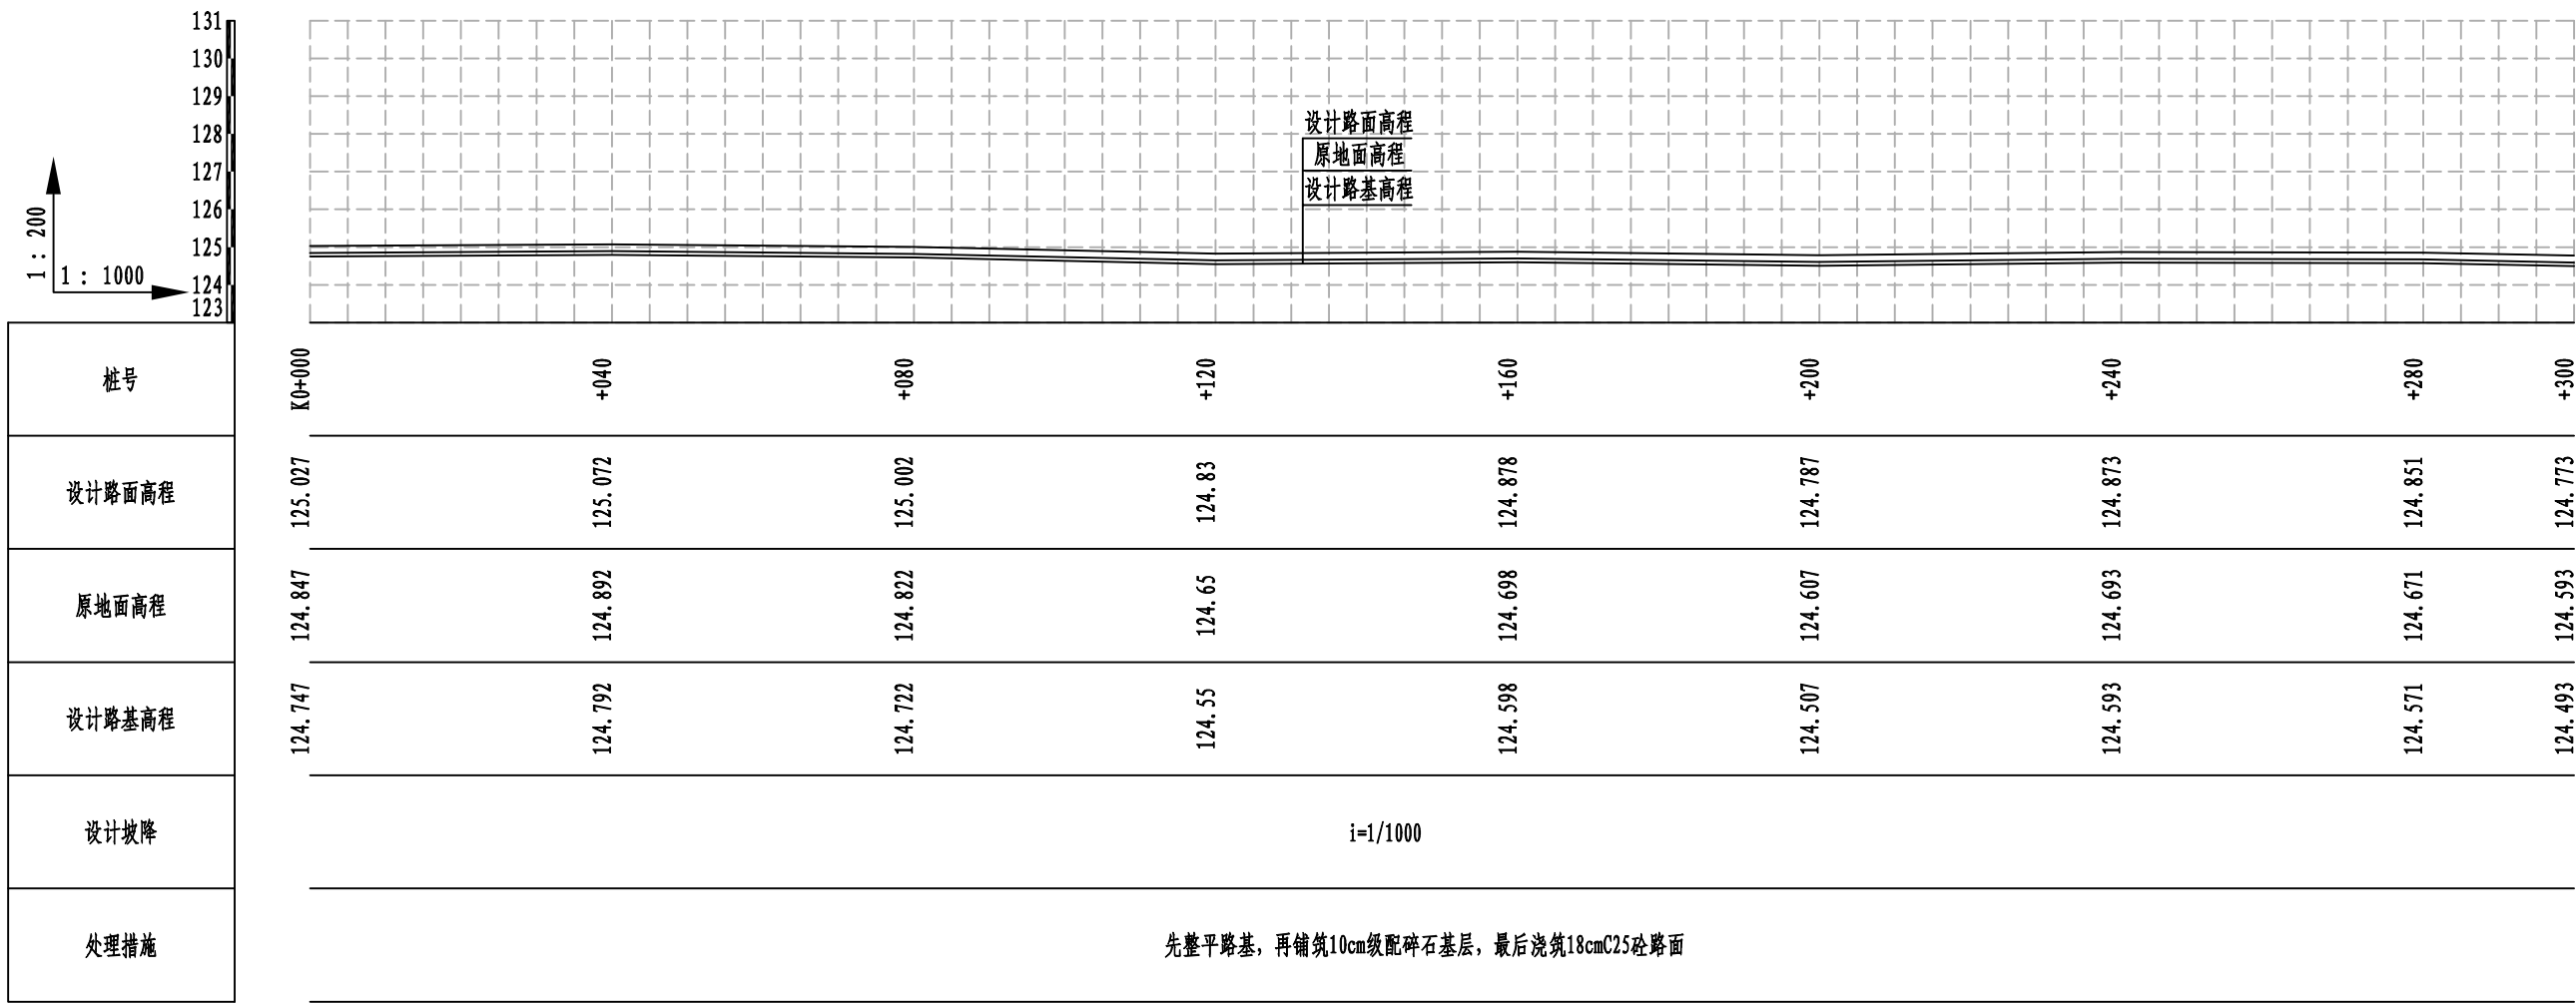 131
130
129
128
127
126
125
124
123
1：200
1：1000
设计路面高程
原地面高程
设计路基高程
桩号 K0+000 +040 +080 +120 +160 +200 +240 +280 +300
设计路面高程 125.027 125.072 125.002 124.83 124.878 124.787 124.873 124.851 124.773
原地面高程 124.847 124.892 124.822 124.65 124.698 124.607 124.693 124.671 124.593
设计路基高程 124.747 124.792 124.722 124.55 124.598 124.507 124.593 124.571 124.493
设计坡降 i=1/1000
处理措施 先整平路基，再铺筑10cm级配碎石基层，最后浇筑18cmC25砼路面